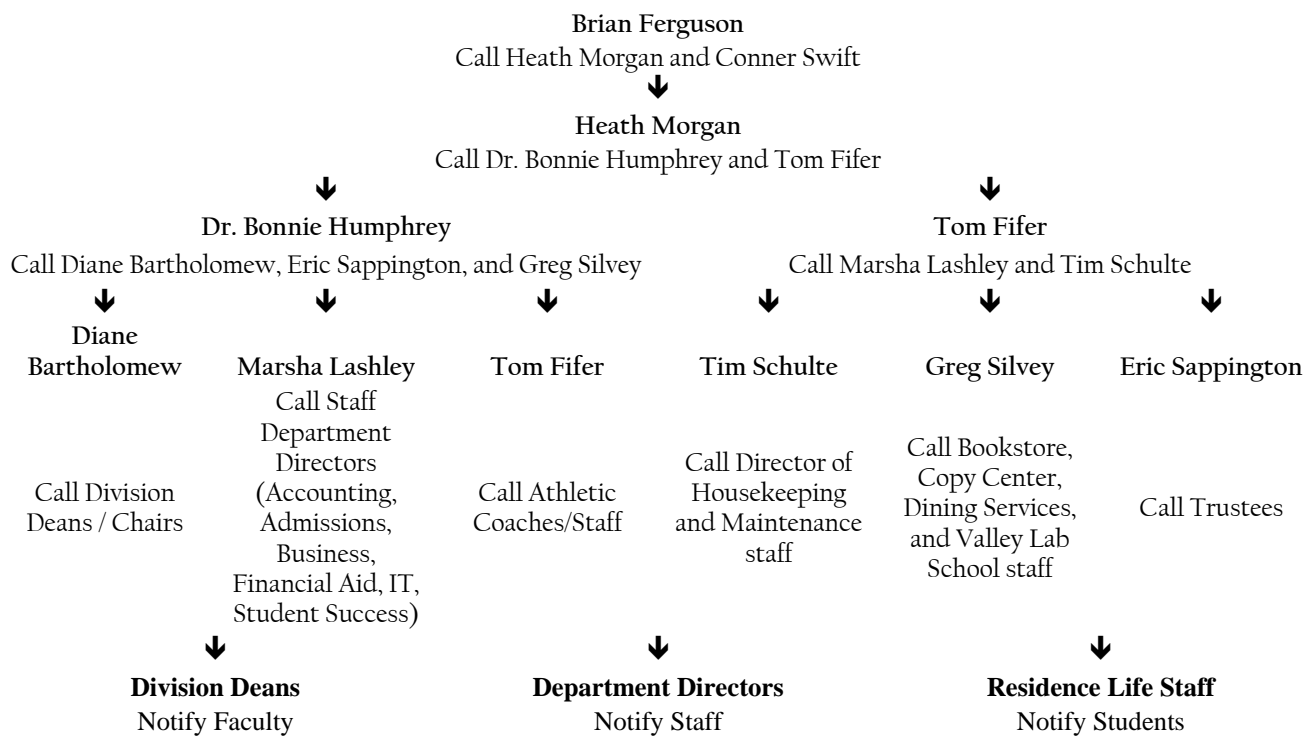 Brian Ferguson
Call Heath Morgan and Conner Swift
Heath Morgan
Call Dr. Bonnie Humphrey and Tom Fifer
Dr. Bonnie Humphrey
Call Diane Bartholomew, Eric Sappington, and Greg Silvey
Tom Fifer
Call Marsha Lashley and Tim Schulte
Diane
Bartholomew
Call Division
Deans / Chairs
Marsha Lashley
Call Staff
Department
Directors
(Accounting,
Admissions,
Business,
Financial Aid, IT,
Student Success)
Tom Fifer
Call Athletic
Coaches/Staff
Tim Schulte
Call Director of
Housekeeping
and Maintenance
staff
Greg Silvey
Call Bookstore,
Copy Center,
Dining Services,
and Valley Lab
School staff
Eric Sappington
Call Trustees
Division Deans
Notify Faculty
Department Directors
Notify Staff
Residence Life Staff
Notify Students